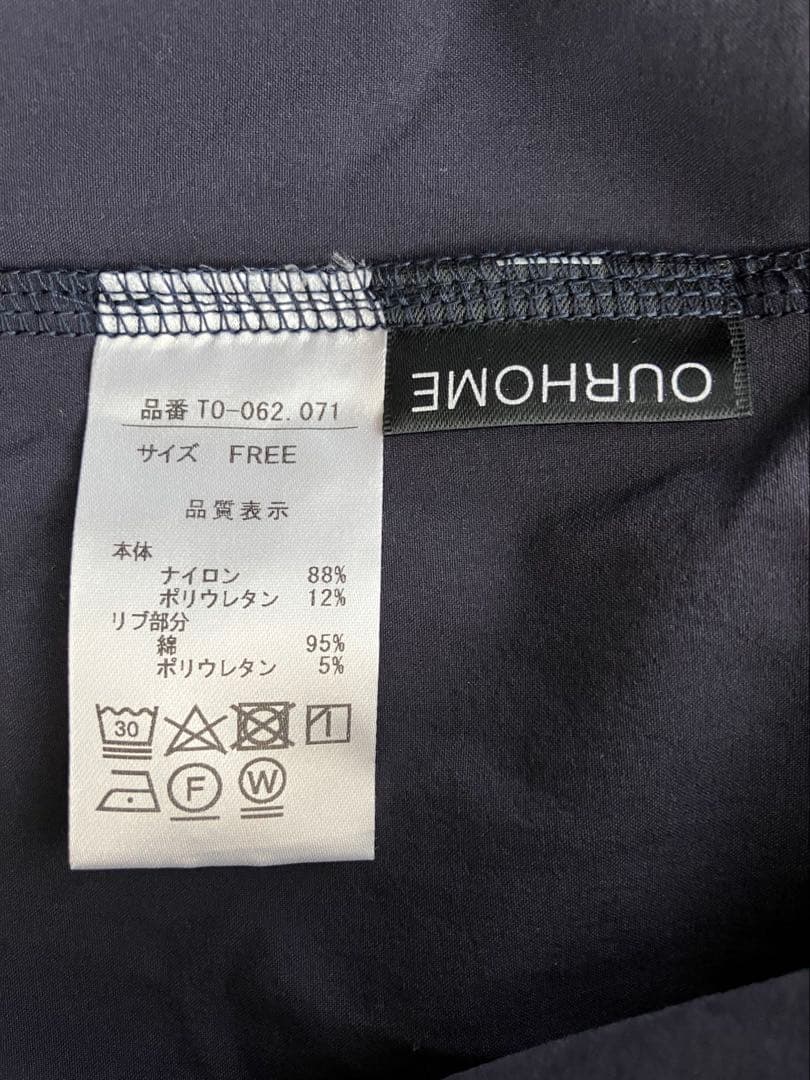 品番 TO-062.071
サイズ FREE
品質表示
本体
ナイロン 88%
ポリウレタン 12%
リブ部分
綿 95%
ポリウレタン 5%
30
F W
OURHOME